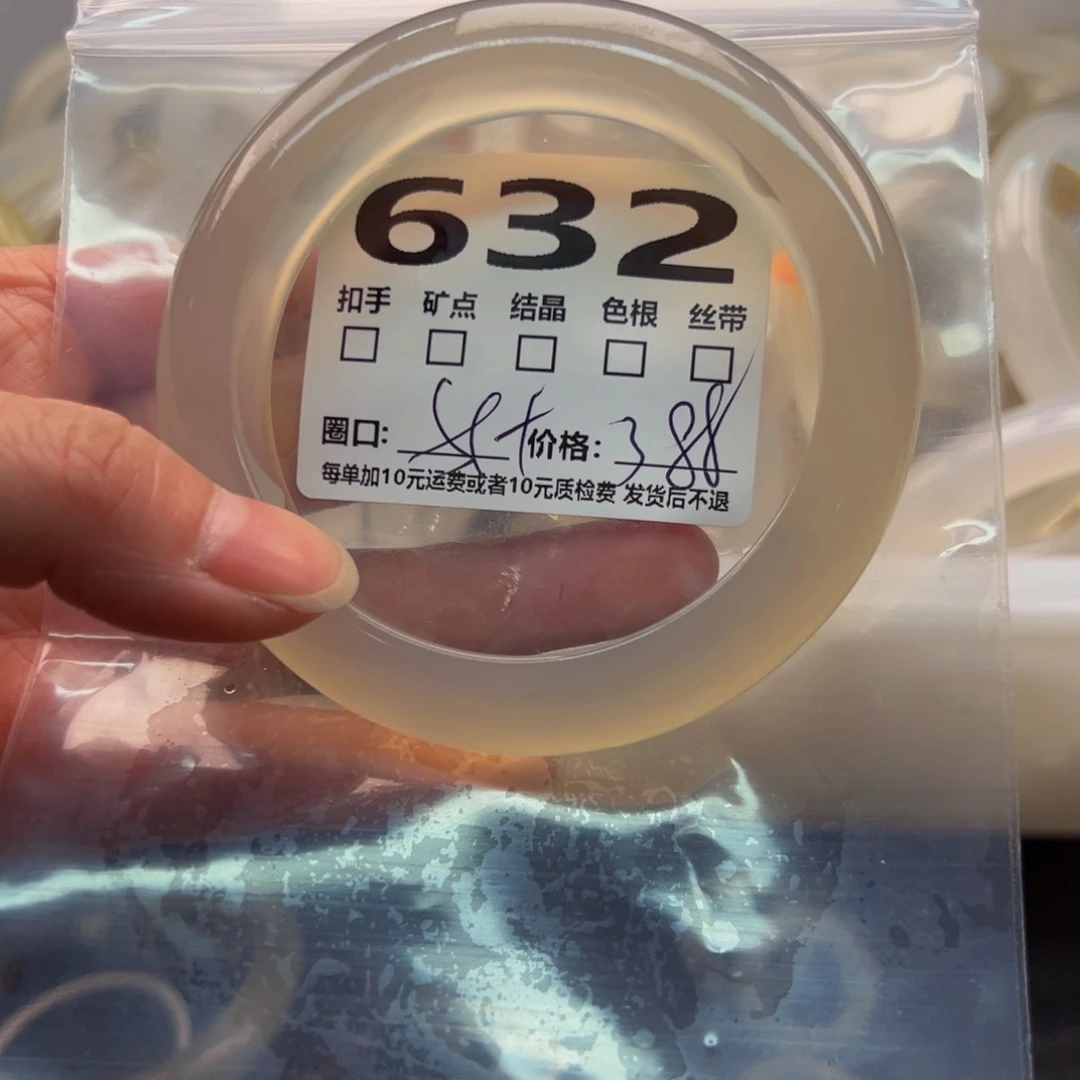 632
扣手 矿点 结晶 色根 丝带
□ □ □ □ □
圈口: 价格: 388
每单加10元运费或者10元质检费 发货后不退